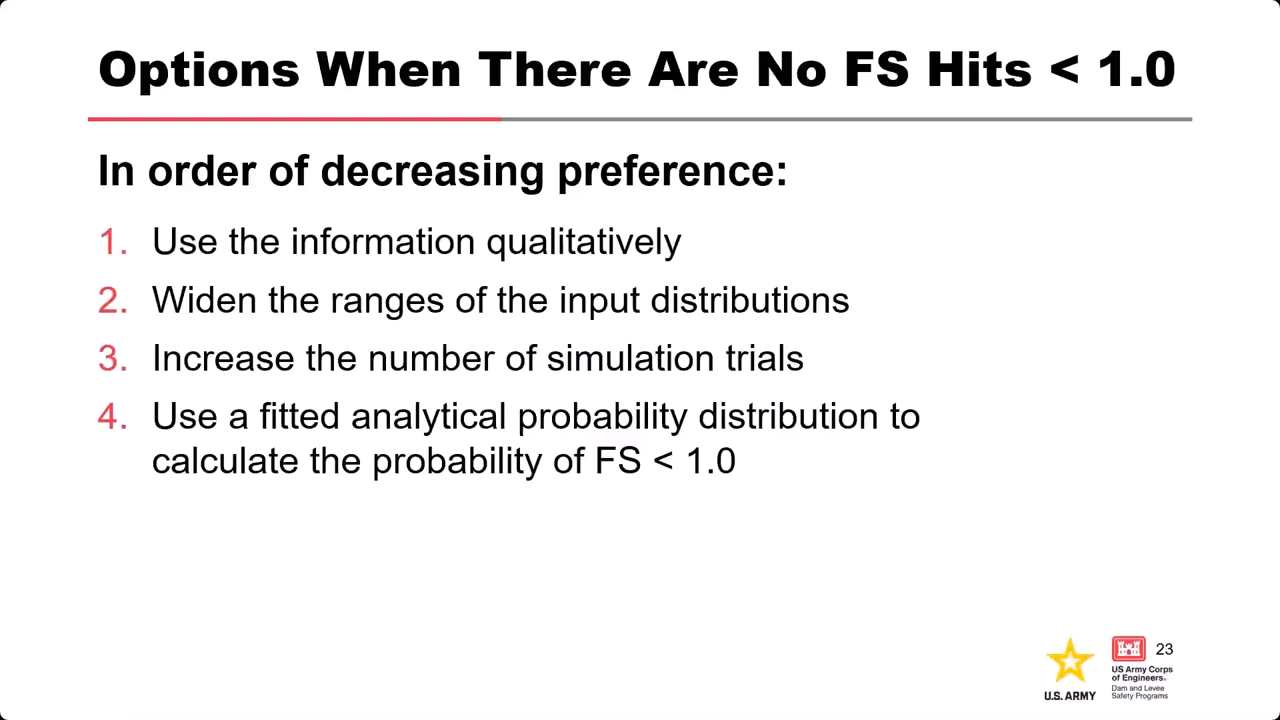 Options When There Are No FS Hits < 1.0
In order of decreasing preference:
1. Use the information qualitatively
2. Widen the ranges of the input distributions
3. Increase the number of simulation trials
4. Use a fitted analytical probability distribution to
calculate the probability of FS < 1.0
U.S. ARMY
23
US Army Corps
of Engineers®
Dam and Levee
Safety Programs